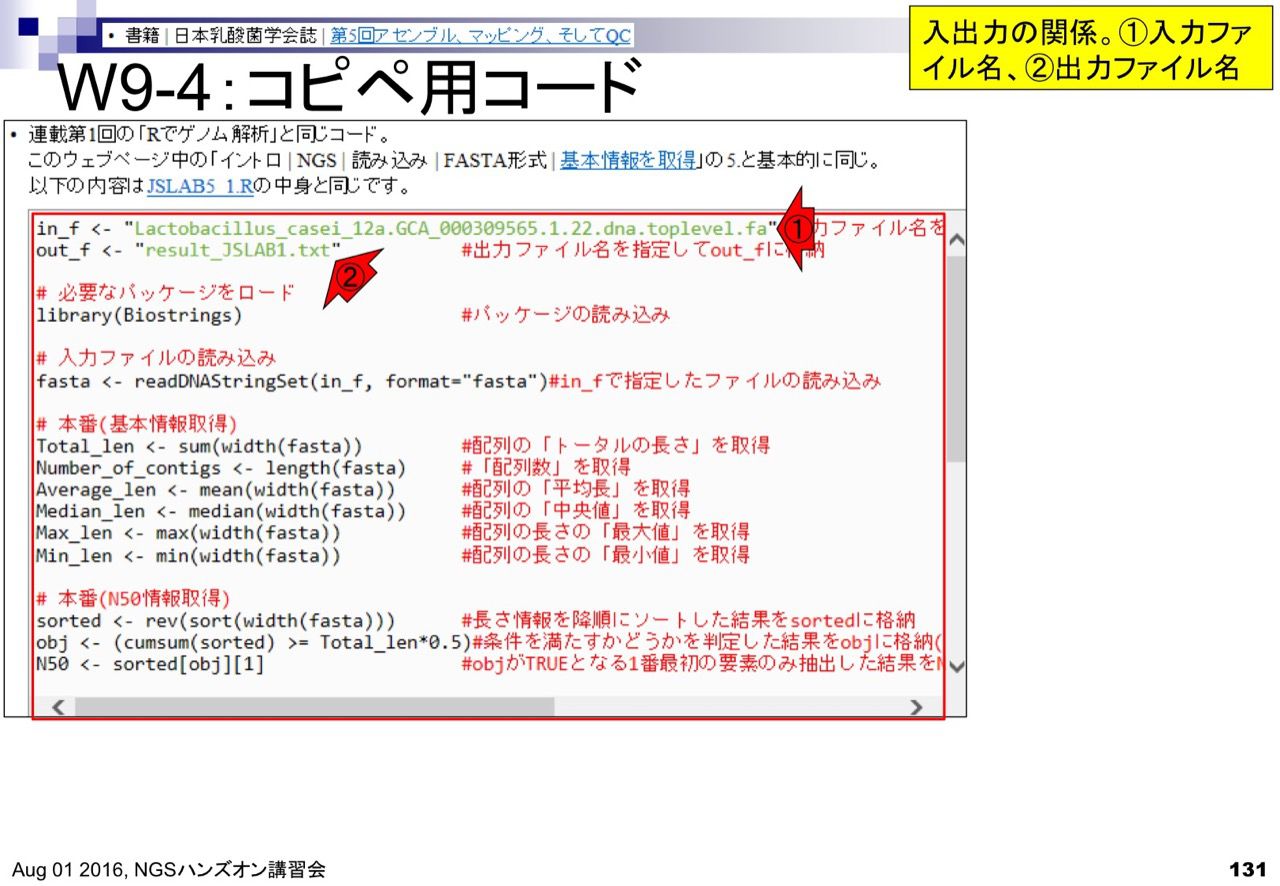 • 書籍 | 日本乳酸菌学会誌 | 第5回アセンブル、マッピング、そしてQC
入出力の関係。①入力ファ
イル名、②出力ファイル名
W9-4：コピペ用コード
• 連載第1回の「Rでゲノム解析」と同じコード。
このウェブページ中の「イントロ | NGS | 読み込み | FASTA形式 | 基本情報を取得」の 5.と基本的に同じ。
以下の内容はJSLAB5_1.Rの中身と同じです。
in_f <- "Lactobacillus_casei_12a.GCA_000309565.1.22.dna.toplevel.fa" ① 力ファイル名を
out_f <- "result_JSLAB1.txt" #出力ファイル名を指定してout_fに格納
②
# 必要なパッケージをロード
library(Biostrings) #パッケージの読み込み
# 入力ファイルの読み込み
fasta <- readDNAStringSet(in_f, format="fasta")#in_fで指定したファイルの読み込み
# 本番(基本情報取得)
Total_len <- sum(width(fasta)) #配列の「トータルの長さ」を取得
Number_of_contigs <- length(fasta) #「配列数」を取得
Average_len <- mean(width(fasta)) #配列の「平均長」を取得
Median_len <- median(width(fasta)) #配列の「中央値」を取得
Max_len <- max(width(fasta)) #配列の長さの「最大値」を取得
Min_len <- min(width(fasta)) #配列の長さの「最小値」を取得
# 本番(N50情報取得)
sorted <- rev(sort(width(fasta))) #長さ情報を降順にソートした結果をsortedに格納
obj <- (cumsum(sorted) >= Total_len*0.5)#条件を満たすかどうかを判定した結果をobjに格納(
N50 <- sorted[obj][1] #objがTRUEとなる1番最初の要素のみ抽出した結果をN
Aug 01 2016, NGSハンズオン講習会
131